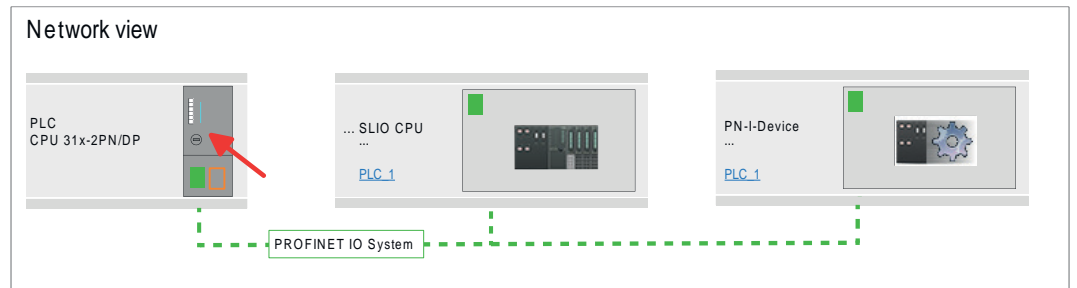 Network view
PLC
CPU 31x-2PN/DP
... SLIO CPU
...
PLC_1
PN-I-Device
...
PLC_1
PROFINET IO System